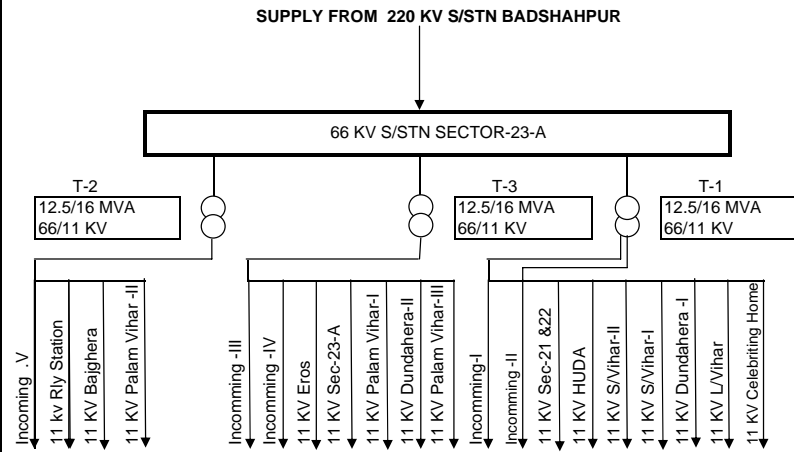 SUPPLY FROM 220 KV S/STN BADSHAHPUR
66 KV S/STN SECTOR-23-A
T-2
12.5/16 MVA
66/11 KV
T-3
12.5/16 MVA
66/11 KV
T-1
12.5/16 MVA
66/11 KV
Incoming .V
11 kv Rly Station
11 KV Bajghera
11 KV Palam Vihar -II
Incomming -III
Incomming -IV
11 KV Eros
11 KV Sec-23-A
11 KV Palam Vihar-I
11 KV Dundahera-II
11 KV Palam Vihar-III
Incomming-I
Incomming -II
11 KV Sec-21 &22
11 KV HUDA
11 KV S/Vihar-II
11 KV S/Vihar-I
11 KV Dundahera -I
11 KV L/Vihar
11 KV Celebriting Home